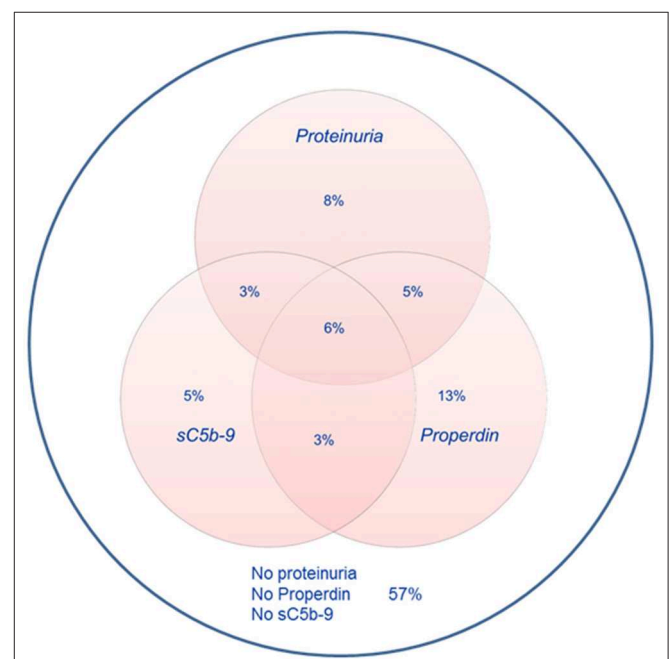 Proteinuria
8%
3%
5%
6%
5%
13%
sC5b-9
Properdin
3%
No proteinuria
No Properdin 57%
No sC5b-9